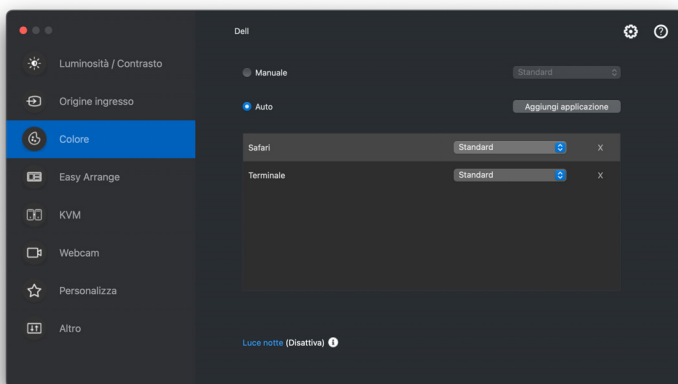 Dell
Luminosità / Contrasto
Origine ingresso
Colore
Easy Arrange
KVM
Webcam
Personalizza
Altro
Manuale
Standard
Auto
Aggiungi applicazione
Safari
Standard
X
Terminale
Standard
X
Luce notte (Disattiva)